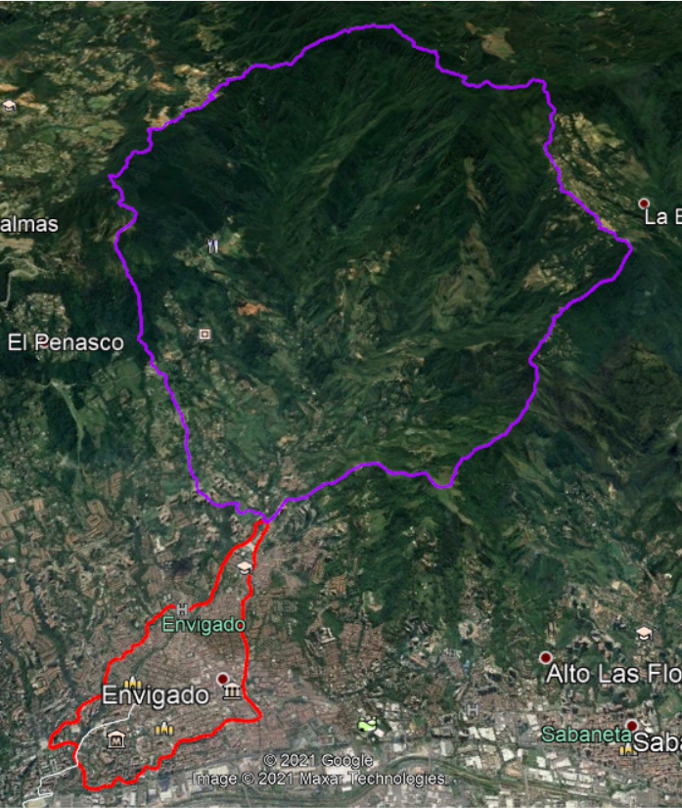 almas
La E
El Penasco
Envigado
Envigado
Alto Las Flo
Sabaneta
Saba
© 2021 Google
Image © 2021 Maxar Technologies
H
H
M